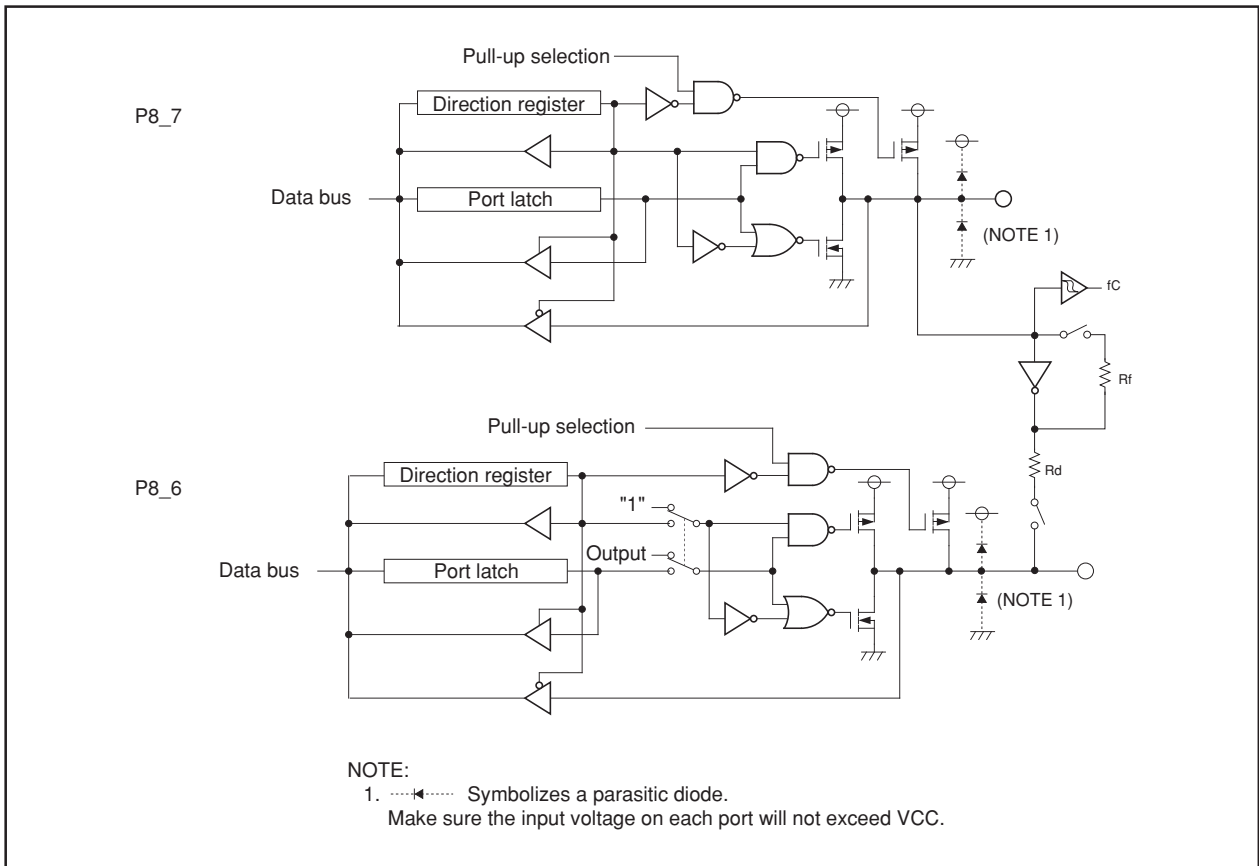 Pull-up selection
Direction register
P8_7
Data bus
Port latch
(NOTE 1)
fC
Rf
Pull-up selection
Rd
Direction register
P8_6
"1"
Output
Data bus
Port latch
(NOTE 1)
NOTE:
1. Symbolizes a parasitic diode.
Make sure the input voltage on each port will not exceed VCC.